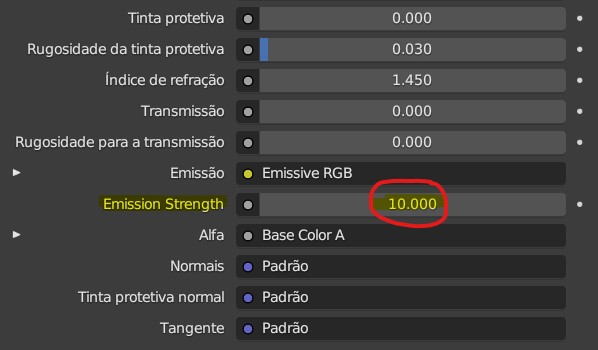 Tinta protetiva 0.000
Rugosidade da tinta protetiva 0.030
Índice de refração 1.450
Transmissão 0.000
Rugosidade para a transmissão 0.000
Emissão Emissive RGB
Emission Strength 10.000
Alfa Base Color A
Normais Padrão
Tinta protetiva normal Padrão
Tangente Padrão